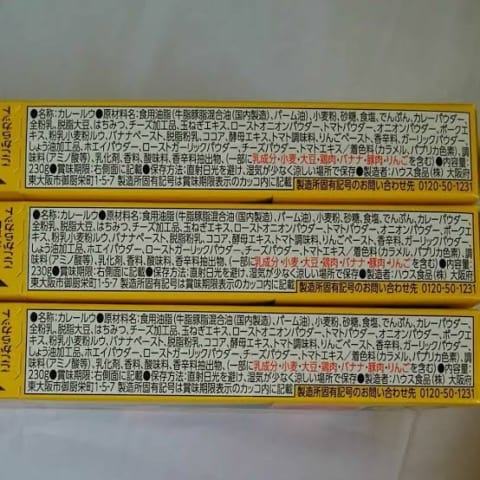 ●名称:カレールウ●原材料名:食用油脂(牛脂豚脂混合油(国内製造)、パーム油)、小麦粉、砂糖、食塩、でんぷん、カレーパウダー、
全粉乳、脱脂大豆、はちみつ、チーズ加工品、玉ねぎエキス、ローストオニオンパウダー、トマトパウダー、オニオンパウダー、ポークエ
キス、粉乳小麦粉ルウ、バナナペースト、脱脂粉乳、ココア、酵母エキス、トマト調味料、りんごペースト、香辛料、ガーリックパウダー、
しょうゆ加工品、ホエイパウダー、ローストガーリックパウダー、チーズパウダー、トマトエキス/着色料(カラメル、パプリカ色素)、調
味料(アミノ酸等)、乳化剤、香料、酸味料、香辛料抽出物、(一部に乳成分・小麦・大豆・鶏肉・バナナ・豚肉・りんごを含む)●内容量:
230g●賞味期限:右側面に記載●保存方法:直射日光を避け、湿気が少なく涼しい場所で保存●製造者:ハウス食品(株) 大阪府
東大阪市御厨栄町1-5-7 製造所固有記号は賞味期限表示のカッコ内に記載 製造所固有記号のお問い合わせ先 0120-50-1231
●名称:カレールウ●原材料名:食用油脂(牛脂豚脂混合油(国内製造)、パーム油)、小麦粉、砂糖、食塩、でんぷん、カレーパウダー、
全粉乳、脱脂大豆、はちみつ、チーズ加工品、玉ねぎエキス、ローストオニオンパウダー、トマトパウダー、オニオンパウダー、ポークエ
キス、粉乳小麦粉ルウ、バナナペースト、脱脂粉乳、ココア、酵母エキス、トマト調味料、りんごペースト、香辛料、ガーリックパウダー、
しょうゆ加工品、ホエイパウダー、ローストガーリックパウダー、チーズパウダー、トマトエキス/着色料(カラメル、パプリカ色素)、調
味料(アミノ酸等)、乳化剤、香料、酸味料、香辛料抽出物、(一部に乳成分・小麦・大豆・鶏肉・バナナ・豚肉・りんごを含む)●内容量:
230g●賞味期限:右側面に記載●保存方法:直射日光を避け、湿気が少なく涼しい場所で保存●製造者:ハウス食品(株) 大阪府
東大阪市御厨栄町1-5-7 製造所固有記号は賞味期限表示のカッコ内に記載 製造所固有記号のお問い合わせ先 0120-50-1231
●名称:カレールウ●原材料名:食用油脂(牛脂豚脂混合油(国内製造)、パーム油)、小麦粉、砂糖、食塩、でんぷん、カレーパウダー、
全粉乳、脱脂大豆、はちみつ、チーズ加工品、玉ねぎエキス、ローストオニオンパウダー、トマトパウダー、オニオンパウダー、ポークエ
キス、粉乳小麦粉ルウ、バナナペースト、脱脂粉乳、ココア、酵母エキス、トマト調味料、りんごペースト、香辛料、ガーリックパウダー、
しょうゆ加工品、ホエイパウダー、ローストガーリックパウダー、チーズパウダー、トマトエキス/着色料(カラメル、パプリカ色素)、調
味料(アミノ酸等)、乳化剤、香料、酸味料、香辛料抽出物、(一部に乳成分・小麦・大豆・鶏肉・バナナ・豚肉・りんごを含む)●内容量:
230g●賞味期限:右側面に記載●保存方法:直射日光を避け、湿気が少なく涼しい場所で保存●製造者:ハウス食品(株) 大阪府
東大阪市御厨栄町1-5-7 製造所固有記号は賞味期限表示のカッコ内に記載 製造所固有記号のお問い合わせ先 0120-50-1231